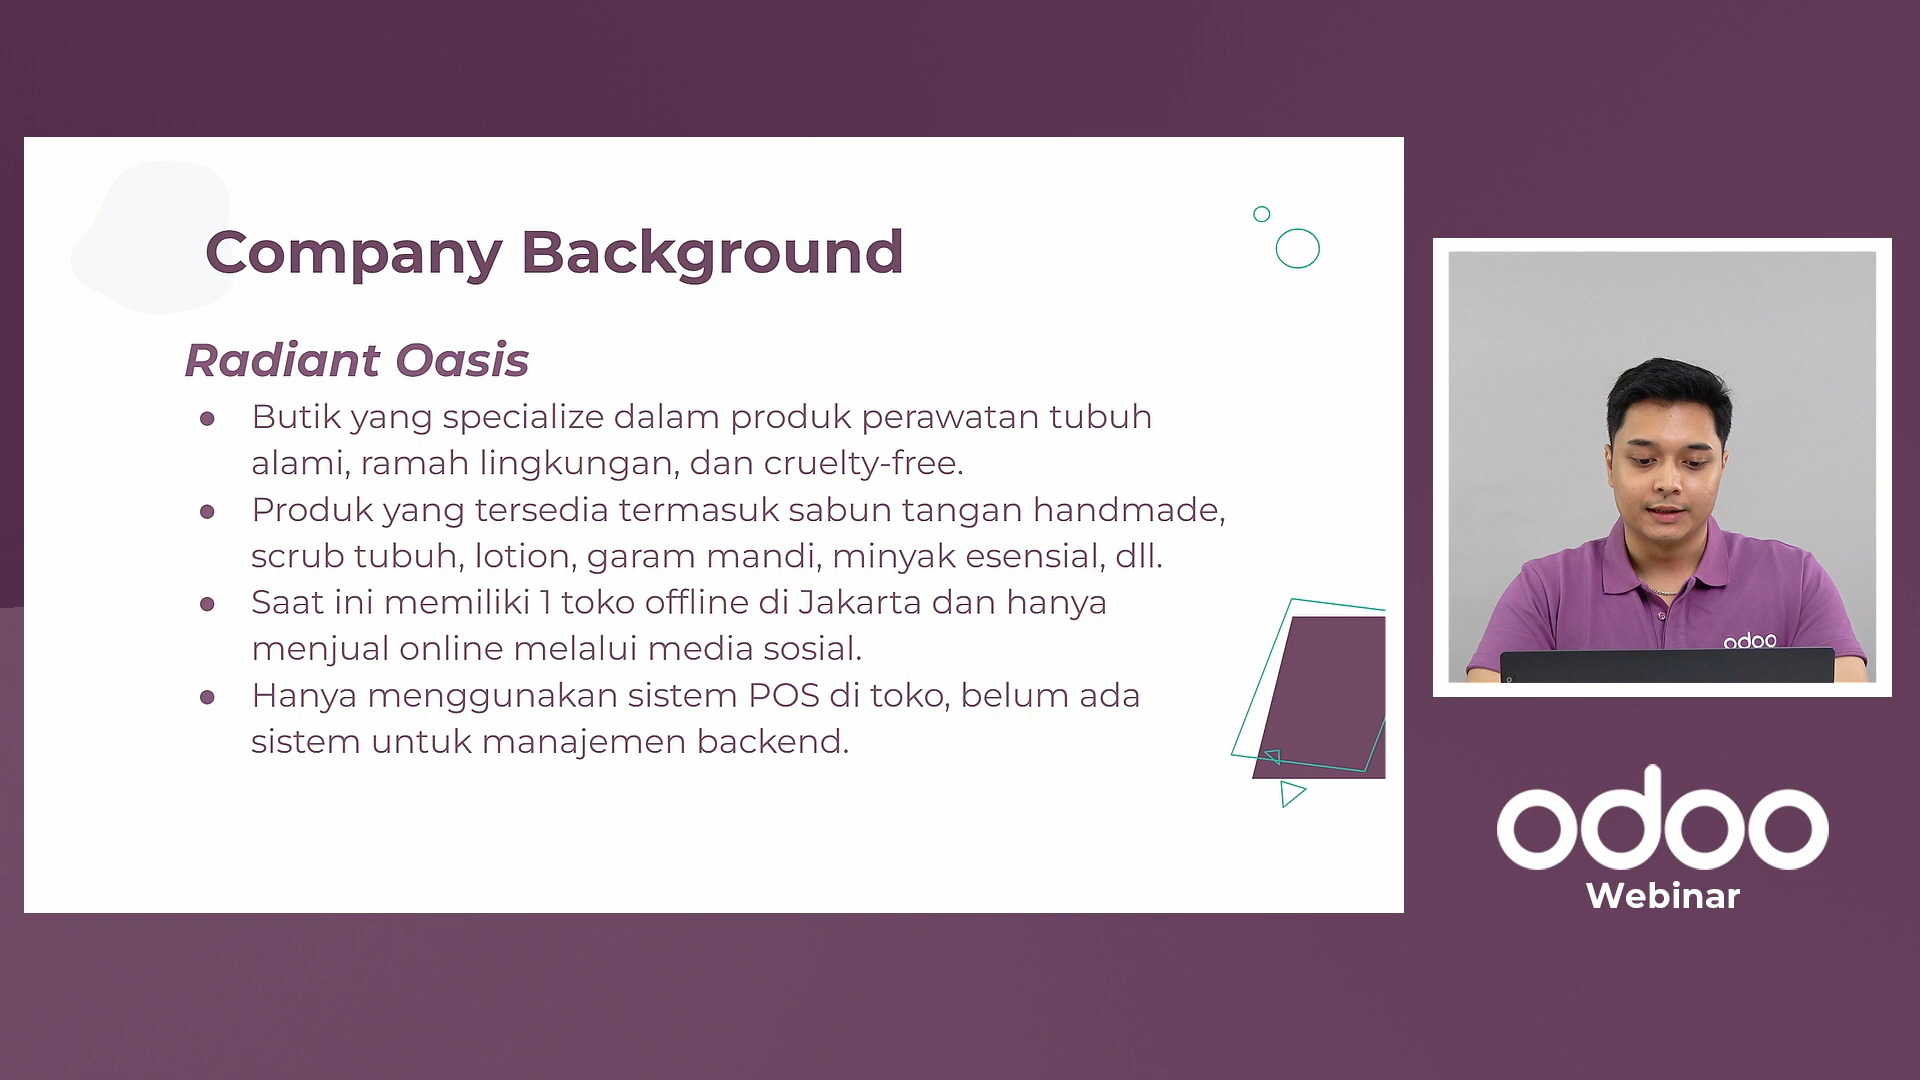 Company Background
Radiant Oasis
● Butik yang specialize dalam produk perawatan tubuh
alami, ramah lingkungan, dan cruelty-free.
● Produk yang tersedia termasuk sabun tangan handmade,
scrub tubuh, lotion, garam mandi, minyak esensial, dll.
● Saat ini memiliki 1 toko offline di Jakarta dan hanya
menjual online melalui media sosial.
● Hanya menggunakan sistem POS di toko, belum ada
sistem untuk manajemen backend.
odoo
odoo
Webinar